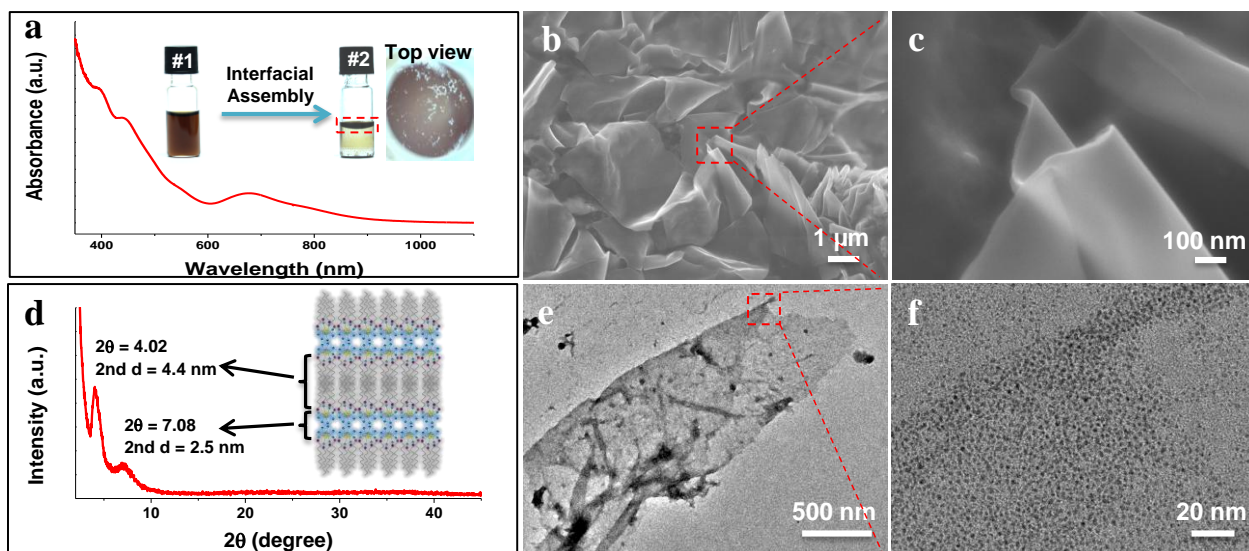 a
Absorbance (a.u.)
#1
Interfacial
Assembly
#2
Top view
400
600
800
1000
Wavelength (nm)
b
1 μm
c
100 nm
d
Intensity (a.u.)
2θ = 4.02
2nd d = 4.4 nm
2θ = 7.08
2nd d = 2.5 nm
10
20
30
40
2θ (degree)
e
500 nm
f
20 nm